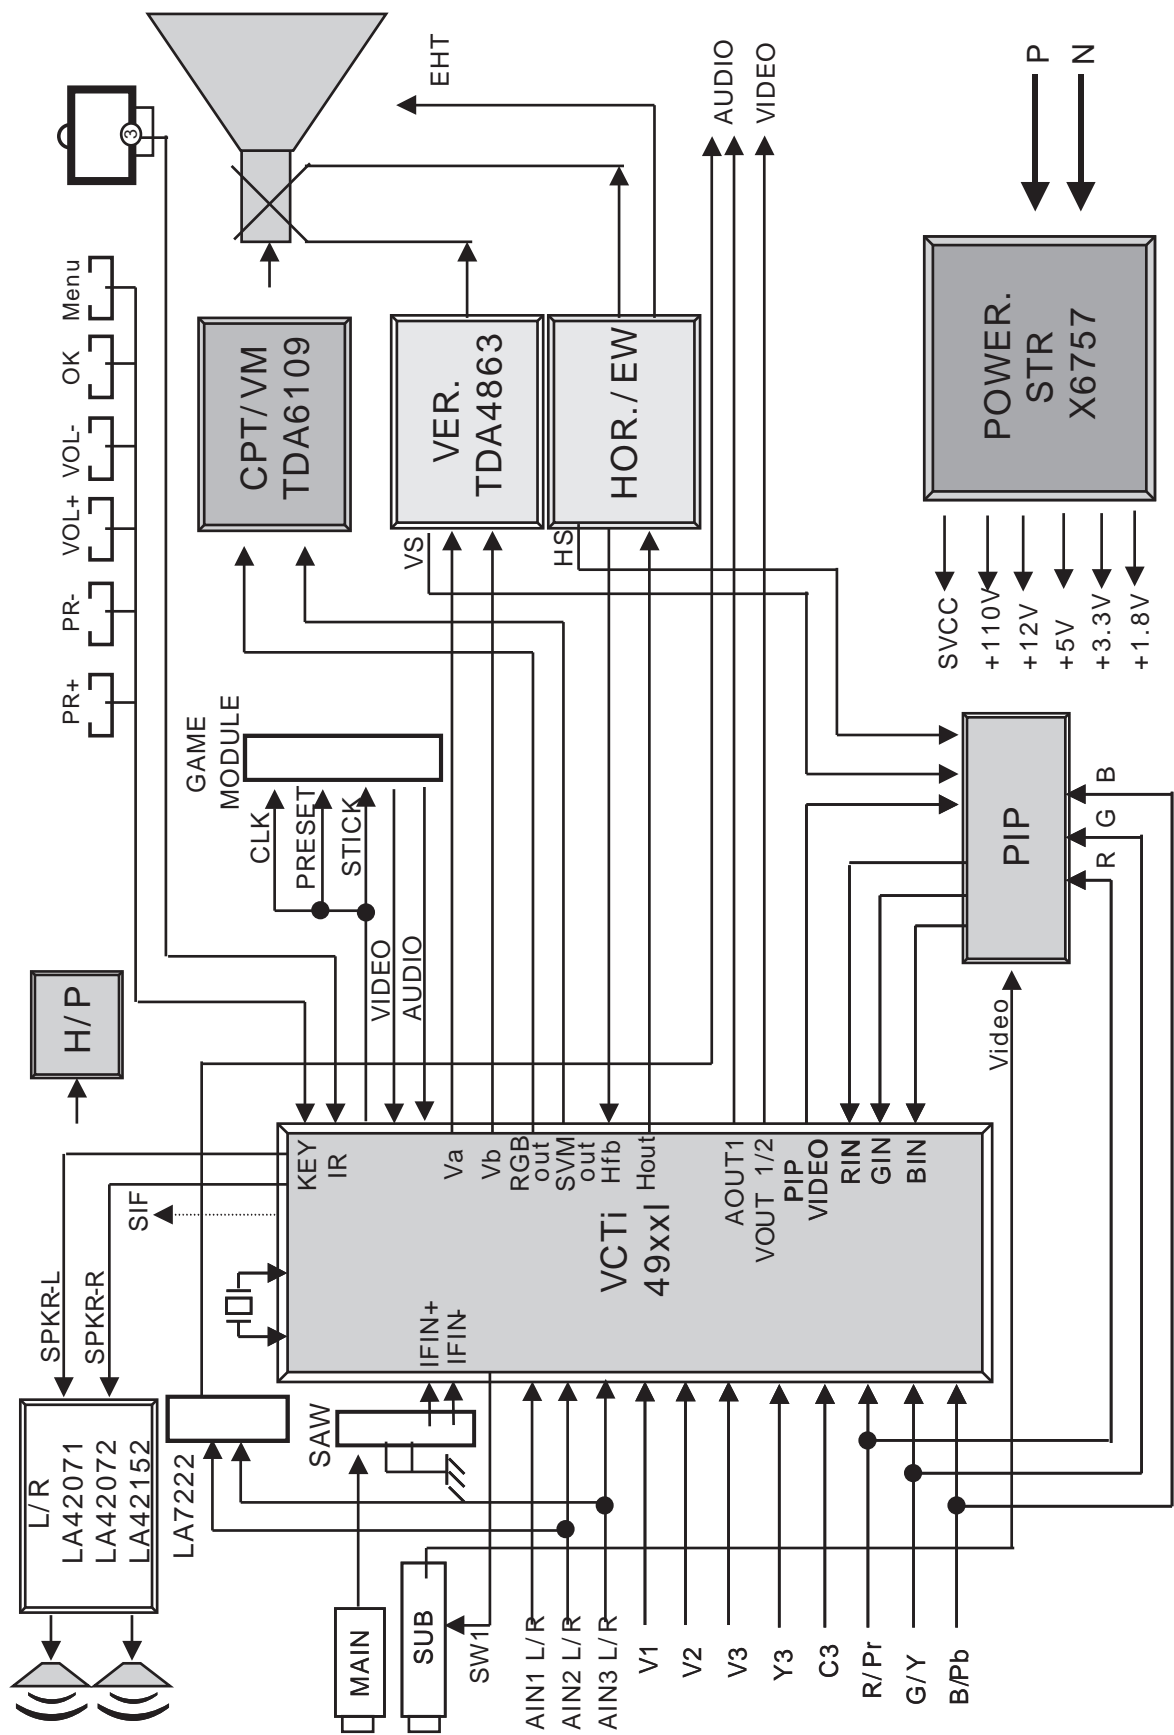 L/R
LA42071
LA42072
LA42152
SPKR-L
SPKR-R
SIF
H/P
PR+
PR-
VOL+
VOL-
OK
Menu
3
LA7222
SAW
MAIN
SUB
SW1
AIN1 L/R
AIN2 L/R
AIN3 L/R
V1
V2
V3
Y3
C3
R/Pr
G/Y
B/Pb
IFIN+
IFIN-
VCTi
49xxI
KEY
IR
Va
Vb
RGB
out
SVM
out
Hfb
Hout
AOUT1
VOUT 1/2
PIP
VIDEO
RIN
GIN
BIN
GAME
MODULE
CLK
PRESET
STICK
VIDEO
AUDIO
CPT/VM
TDA6109
VER.
TDA4863
HOR./EW
VS
HS
EHT
AUDIO
VIDEO
Video
PIP
R
G
B
POWER.
STR
X6757
SVCC
+110V
+12V
+5V
+3.3V
+1.8V
P
N